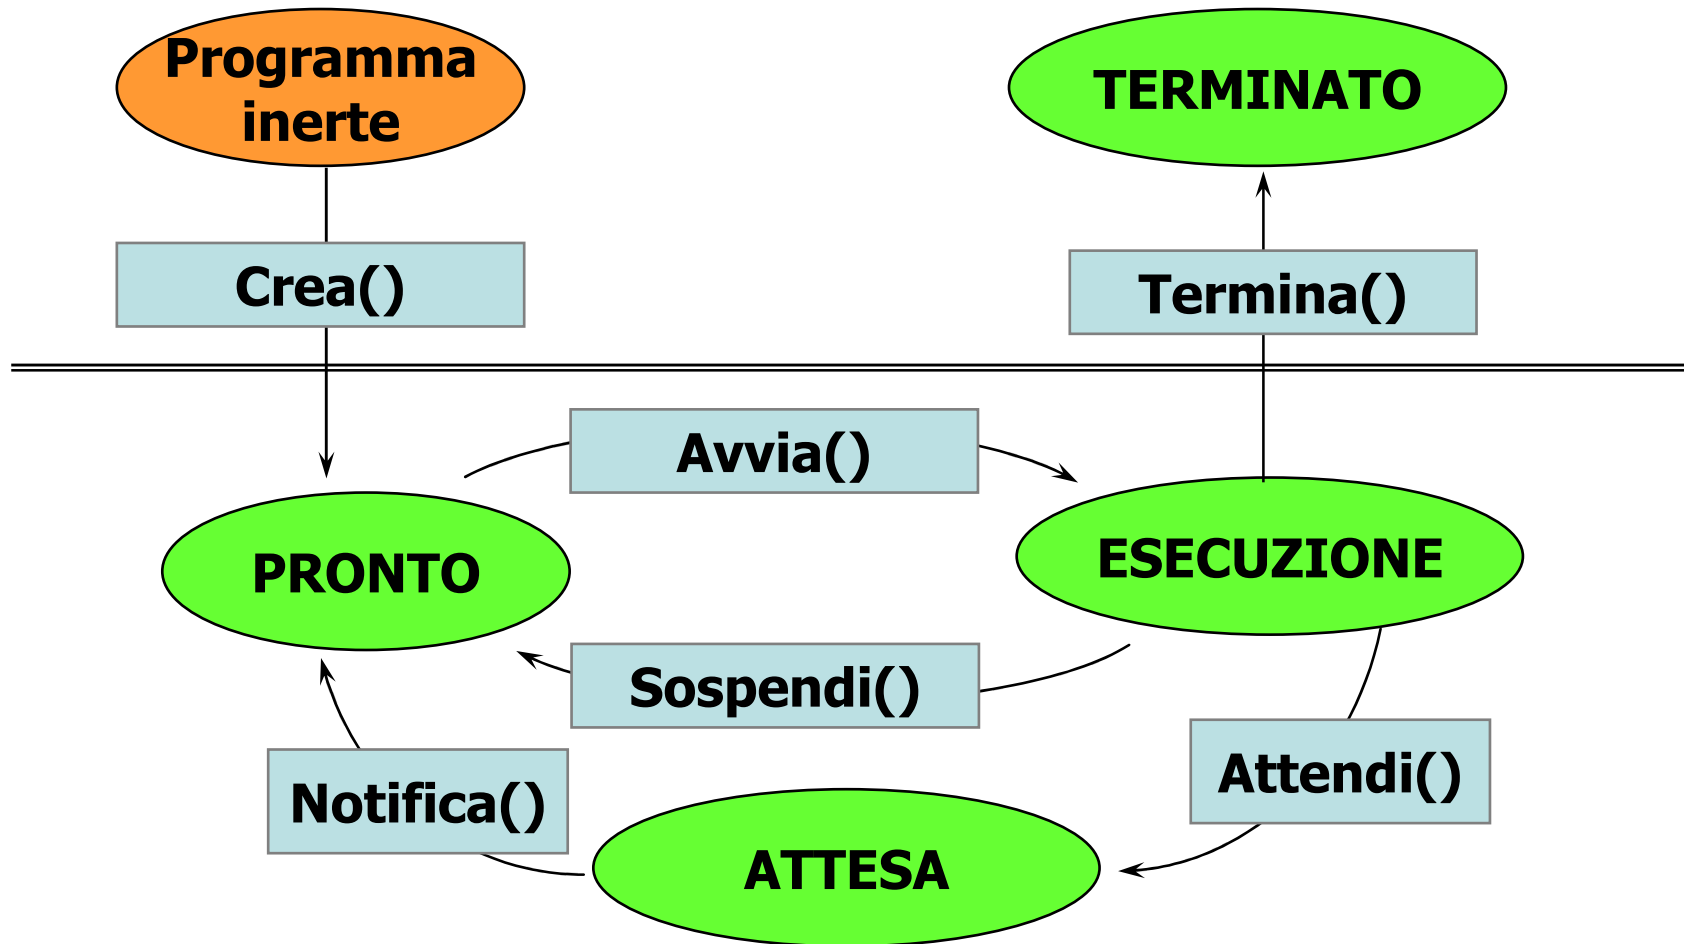 Programma
inerte
TERMINATO
Crea()
Termina()
Avvia()
PRONTO
ESECUZIONE
Sospendi()
Notifica()
Attendi()
ATTESA